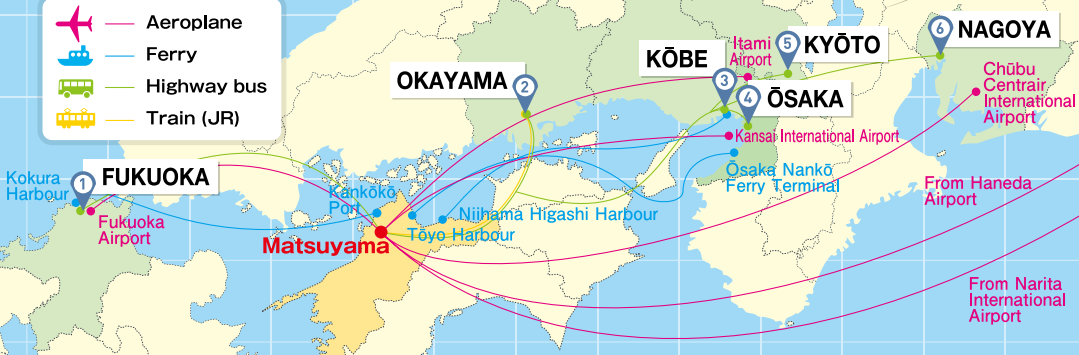 Aeroplane
Ferry
Highway bus
Train (JR)
Kokura
Harbour
1
FUKUOKA
Fukuoka
Airport
Kankōkō
Port
Matsuyama
Tōyo Harbour
Niihama Higashi Harbour
OKAYAMA
2
KŌBE
3
Itami
Airport
5
KYŌTO
4
ŌSAKA
Kansai International Airport
Ōsaka Nankō
Ferry Terminal
6
NAGOYA
Chūbu
Centrair
International
Airport
From Haneda
Airport
From Narita
International
Airport